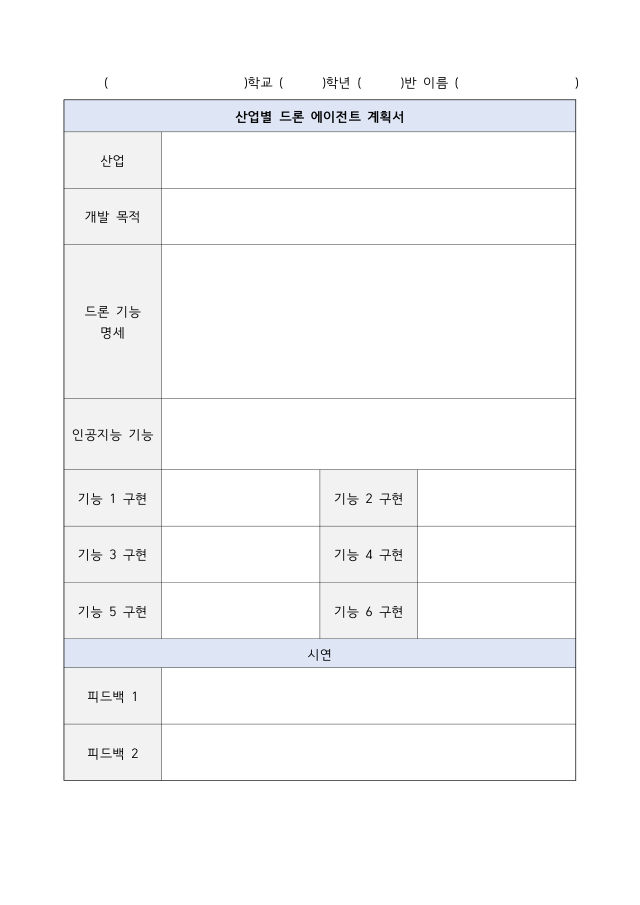 ( )학교 ( )학년 ( )반 이름 ( )
산업별 드론 에이전트 계획서
산업
개발 목적
드론 기능
명세
인공지능 기능
기능 1 구현
기능 2 구현
기능 3 구현
기능 4 구현
기능 5 구현
기능 6 구현
시연
피드백 1
피드백 2